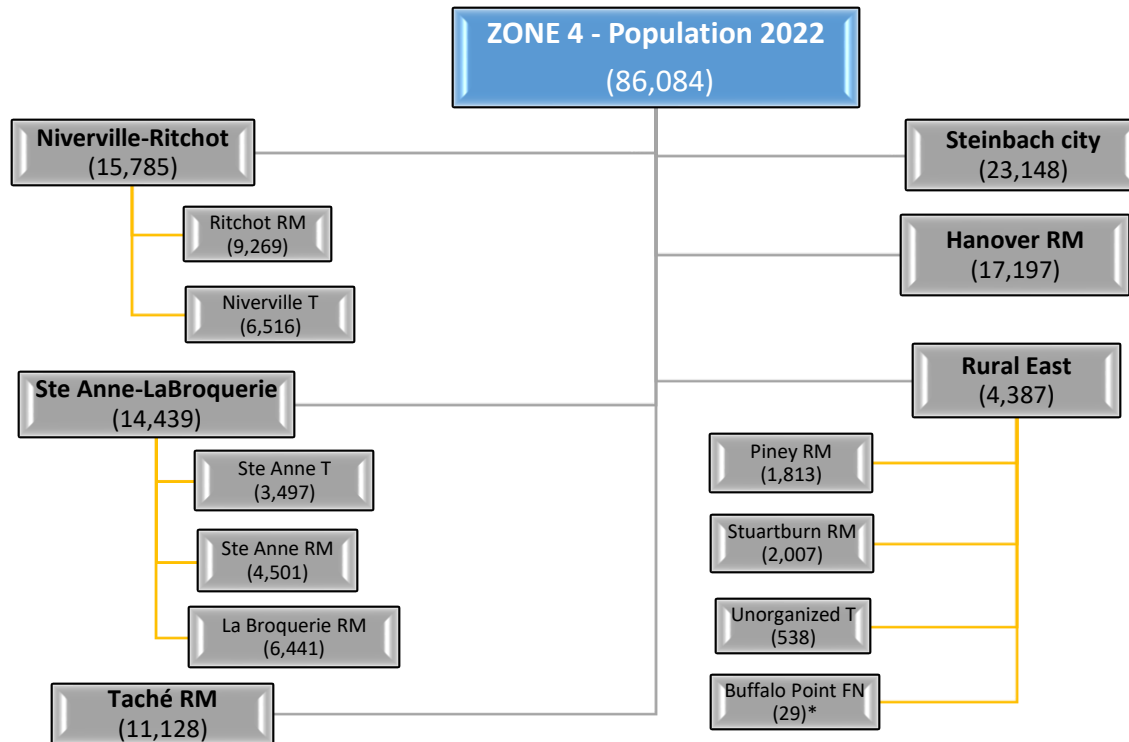 ZONE 4 - Population 2022
(86,084)
Niverville-Ritchot
(15,785)
Ritchot RM
(9,269)
Niverville T
(6,516)
Ste Anne-LaBroquerie
(14,439)
Ste Anne T
(3,497)
Ste Anne RM
(4,501)
La Broquerie RM
(6,441)
Taché RM
(11,128)
Steinbach city
(23,148)
Hanover RM
(17,197)
Rural East
(4,387)
Piney RM
(1,813)
Stuartburn RM
(2,007)
Unorganized T
(538)
Buffalo Point FN
(29)*